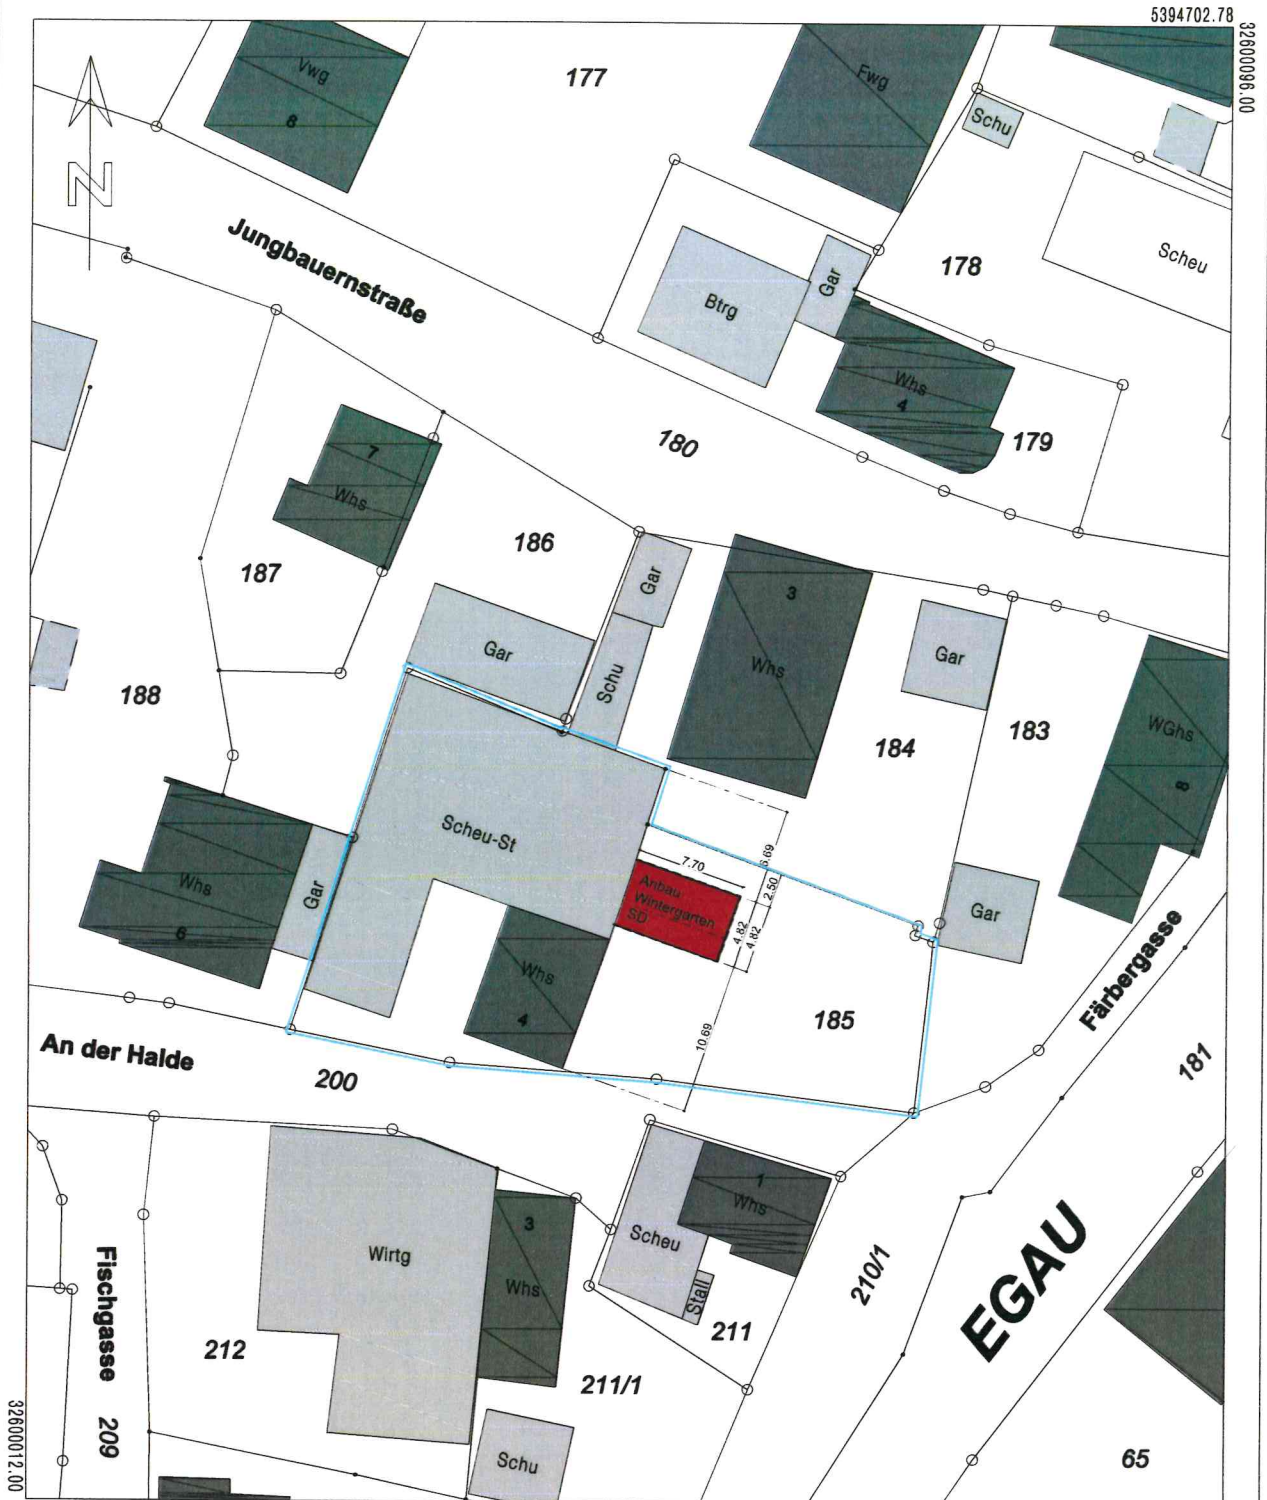 5394702.78
32600096.00
Vwg
8
177
Fwg
Schu
N
Jungbauernstraße
Btrg
Gar
178
Scheu
Whs
4
179
180
7
Whs
187
186
Gar
3
Whs
Gar
Schu
Gar
184
183
WGhs
8
188
Scheu-St
Whs
6
Gar
7.70
6.69
2.50
Anbau
Wintergarten
SD
4.82
4.82
Gar
Whs
4
10.69
185
Färbergasse
181
An der Halde
200
Wirtg
3
Whs
1
Whs
Scheu
Stall
211
210/1
EGAU
Fischgasse 209
212
211/1
Schu
65
32600012.00